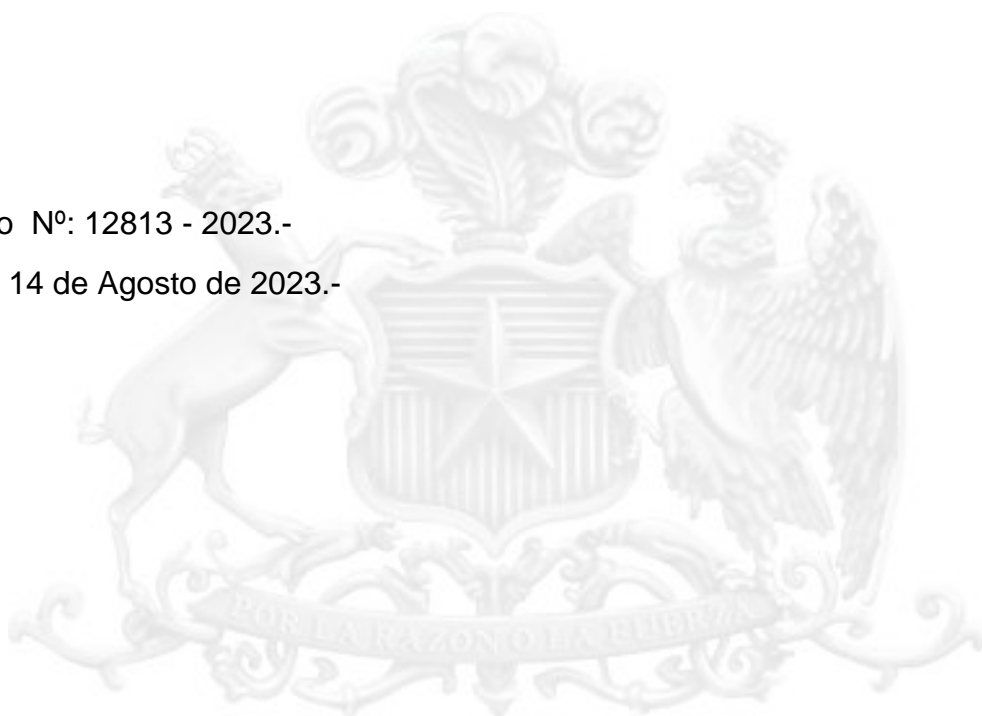 o Nº: 12813 - 2023.-
14 de Agosto de 2023.-
POR LA RAZON O LA FUERZA